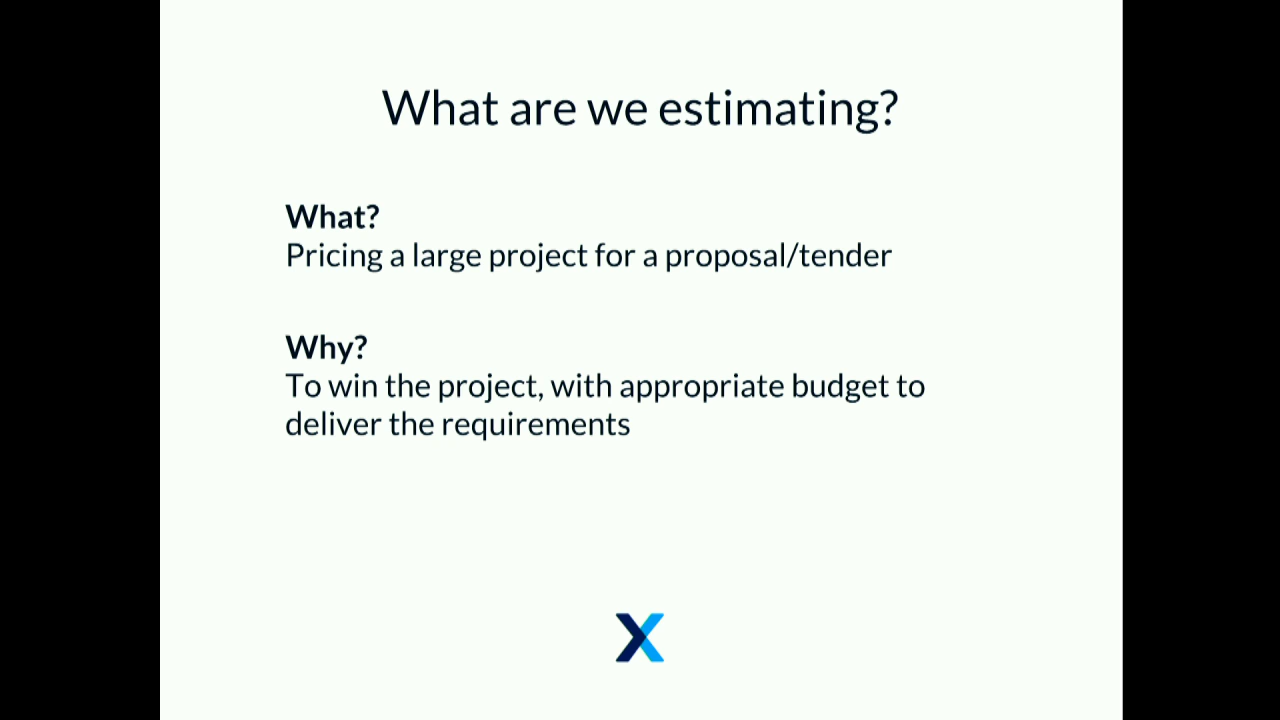 What are we estimating?
What?
Pricing a large project for a proposal/tender
Why?
To win the project, with appropriate budget to
deliver the requirements